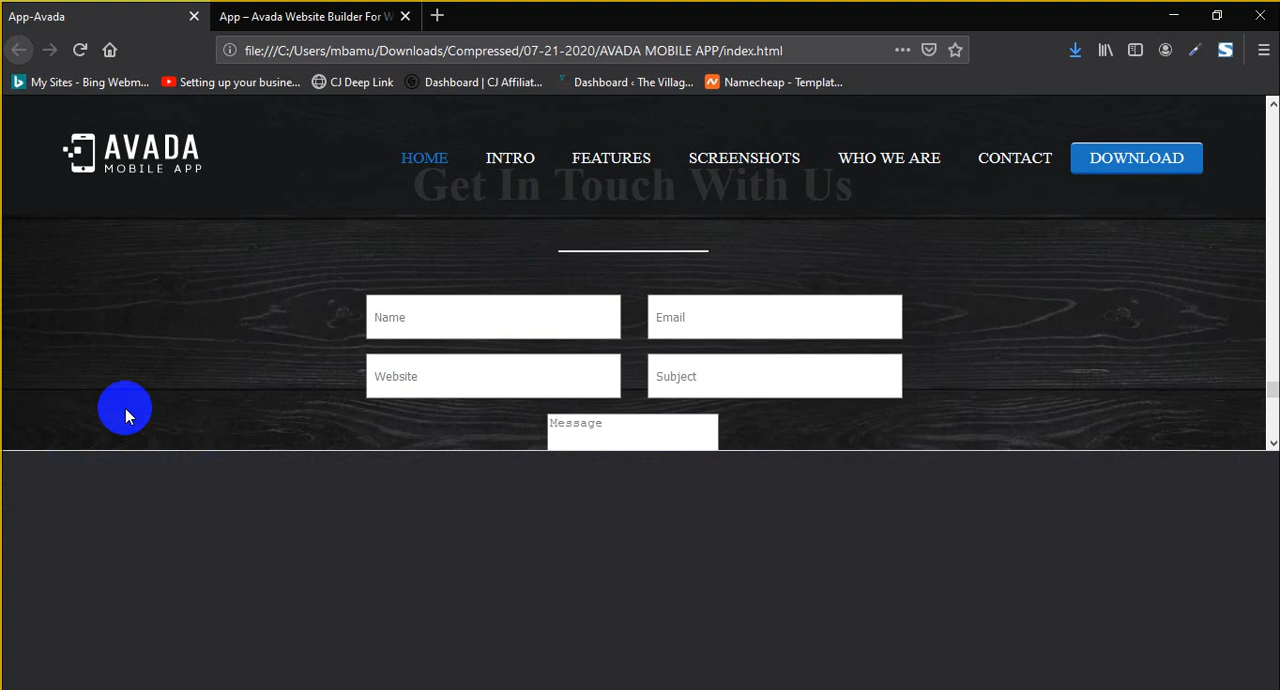 App-Avada
App – Avada Website Builder For W
file:///C:/Users/mbamu/Downloads/Compressed/07-21-2020/AVADA MOBILE APP/index.html
My Sites - Bing Webm...
Setting up your busine...
CJ Deep Link
Dashboard | CJ Affiliat...
Dashboard ‹ The Villag...
Namecheap - Templat...
AVADA
MOBILE APP
HOME
INTRO
FEATURES
SCREENSHOTS
WHO WE ARE
CONTACT
DOWNLOAD
Get In Touch With Us
Name
Email
Website
Subject
Message